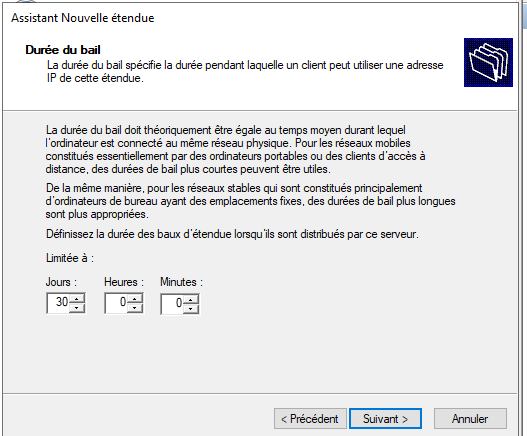 Assistant Nouvelle étendue
Durée du bail
La durée du bail spécifie la durée pendant laquelle un client peut utiliser une adresse
IP de cette étendue.
La durée du bail doit théoriquement être égale au temps moyen durant lequel
l'ordinateur est connecté au même réseau physique. Pour les réseaux mobiles
constitués essentiellement par des ordinateurs portables ou des clients d'accès à
distance, des durées de bail plus courtes peuvent être utiles.
De la même manière, pour les réseaux stables qui sont constitués principalement
d'ordinateurs de bureau ayant des emplacements fixes, des durées de bail plus longues
sont plus appropriées.
Définissez la durée des baux d'étendue lorsqu'ils sont distribués par ce serveur.
Limitée à :
Jours : Heures : Minutes :
30 0 0
< Précédent Suivant > Annuler